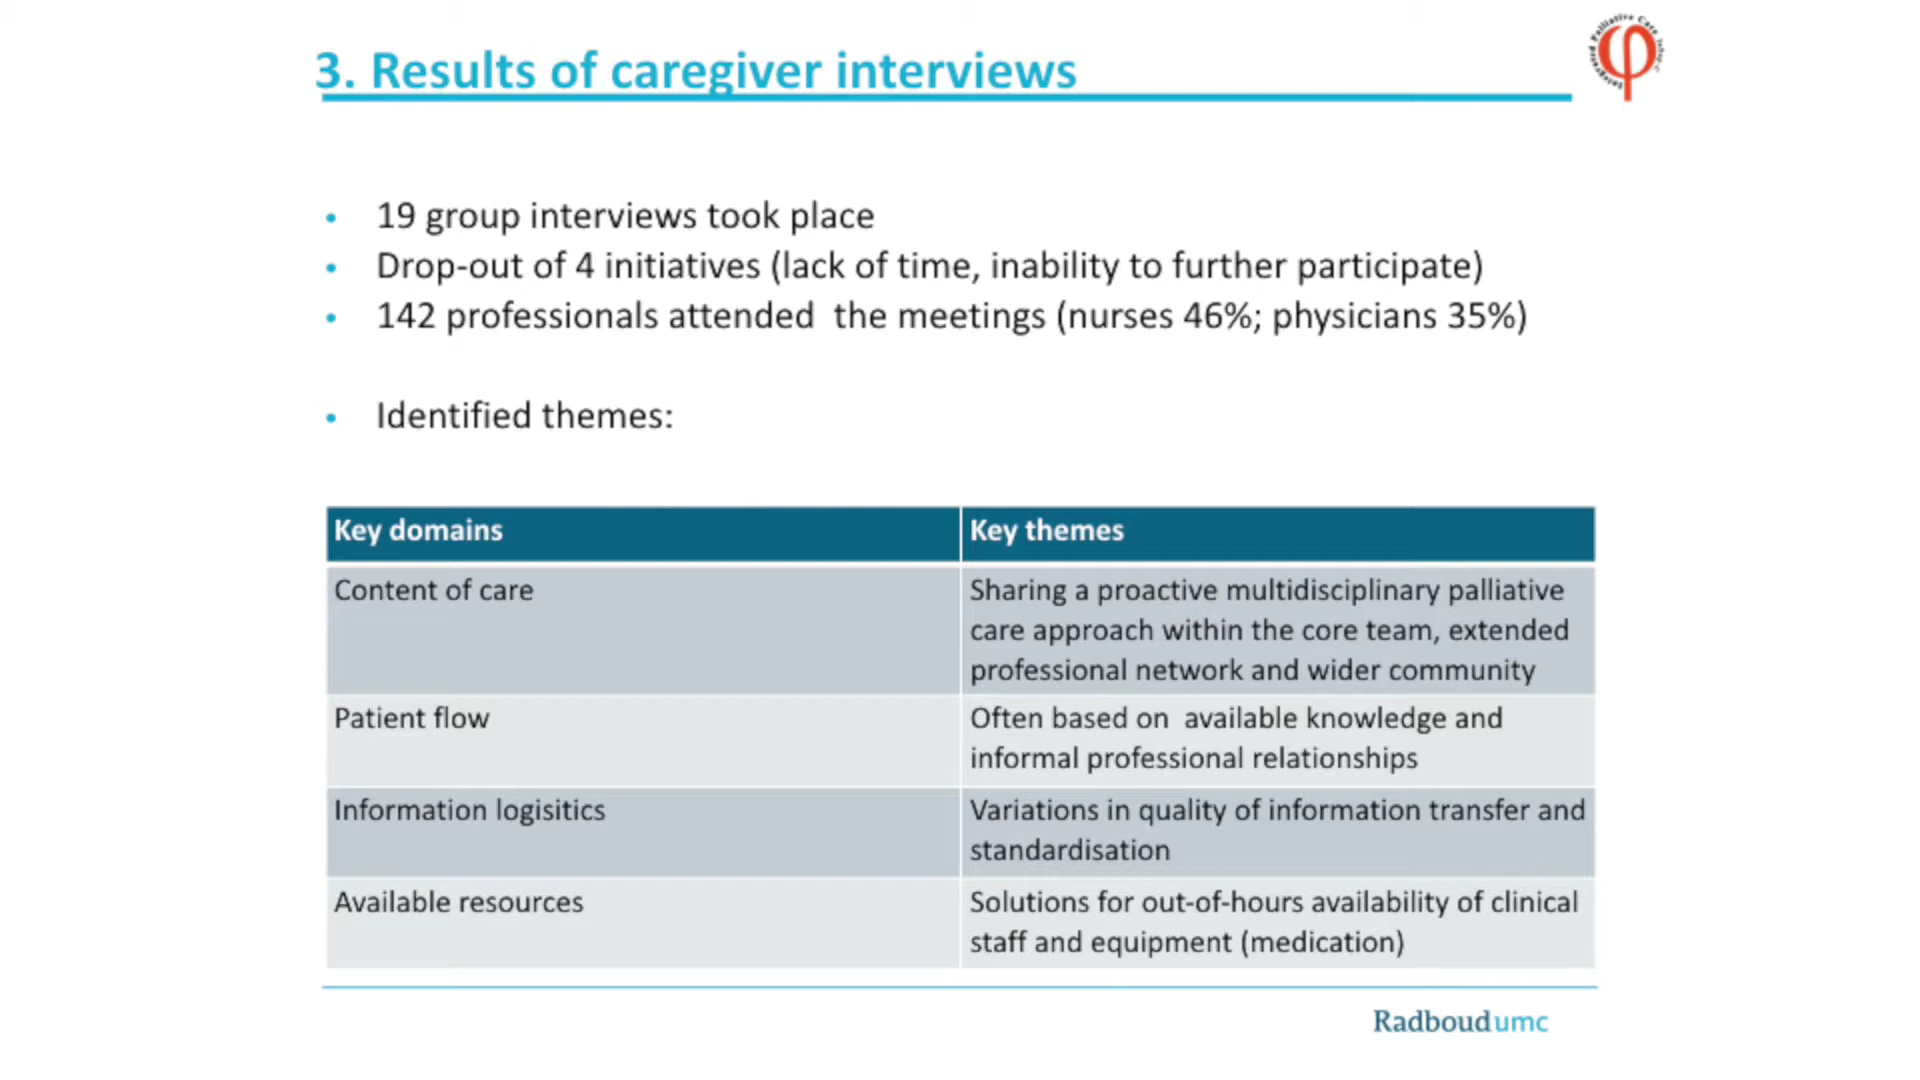 3. Results of caregiver interviews
Integrated Palliative Care
• 19 group interviews took place
• Drop-out of 4 initiatives (lack of time, inability to further participate)
• 142 professionals attended the meetings (nurses 46%; physicians 35%)
• Identified themes:
Key domains
Key themes
Content of care
Sharing a proactive multidisciplinary palliative
care approach within the core team, extended
professional network and wider community
Patient flow
Often based on available knowledge and
informal professional relationships
Information logisitics
Variations in quality of information transfer and
standardisation
Available resources
Solutions for out-of-hours availability of clinical
staff and equipment (medication)
Radboudumc